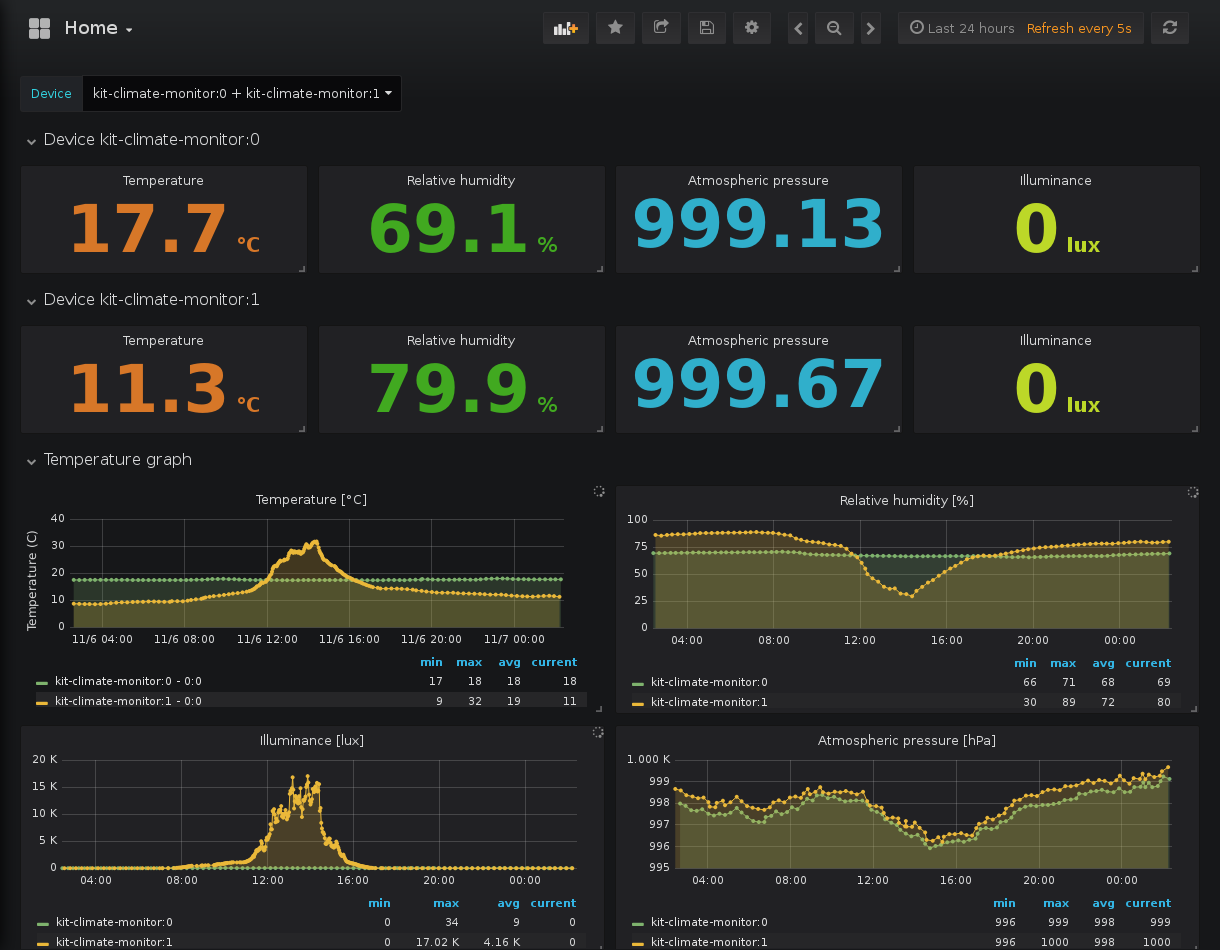 Home
Last 24 hours Refresh every 5s
Device kit-climate-monitor:0 + kit-climate-monitor:1
Device kit-climate-monitor:0
Temperature Relative humidity Atmospheric pressure Illuminance
17.7 °C 69.1 % 999.13 0 lux
Device kit-climate-monitor:1
Temperature Relative humidity Atmospheric pressure Illuminance
11.3 °C 79.9 % 999.67 0 lux
Temperature graph
Temperature [°C]
Temperature (C)
40
30
20
10
0
11/6 04:00 11/6 08:00 11/6 12:00 11/6 16:00 11/6 20:00 11/7 00:00
min max avg current
kit-climate-monitor:0 - 0:0 17 18 18 18
kit-climate-monitor:1 - 0:0 9 32 19 11
Relative humidity [%]
100
75
50
25
0
04:00 08:00 12:00 16:00 20:00 00:00
min max avg current
kit-climate-monitor:0 66 71 68 69
kit-climate-monitor:1 30 89 72 80
Illuminance [lux]
20 K
15 K
10 K
5 K
0
04:00 08:00 12:00 16:00 20:00 00:00
min max avg current
kit-climate-monitor:0 0 34 9 0
kit-climate-monitor:1 0 17.02 K 4.16 K 0
Atmospheric pressure [hPa]
1.000 K
999
998
997
996
995
04:00 08:00 12:00 16:00 20:00 00:00
min max avg current
kit-climate-monitor:0 996 999 998 999
kit-climate-monitor:1 996 1000 998 1000